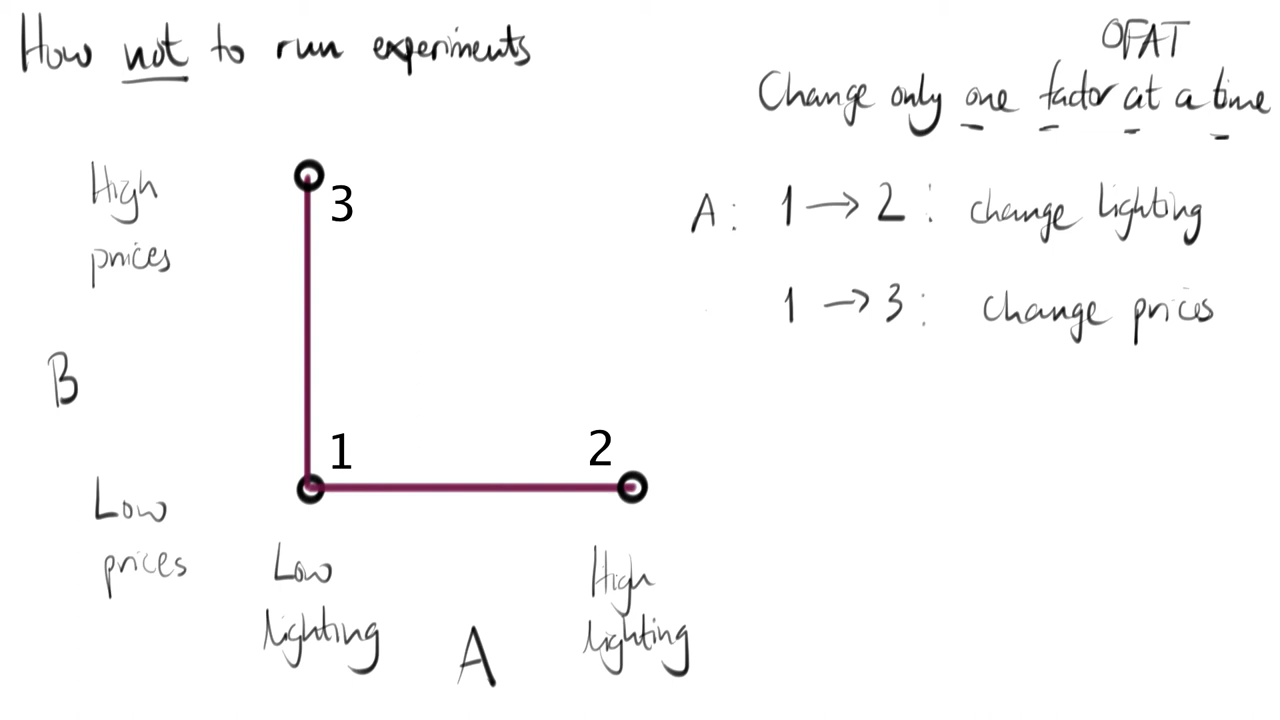 How not to run experiments
OFAT
Change only one factor at a time
High
prices
3
A: 1 → 2: change lighting
1 → 3: change prices
B
1
2
Low
prices
Low
lighting
High
lighting
A